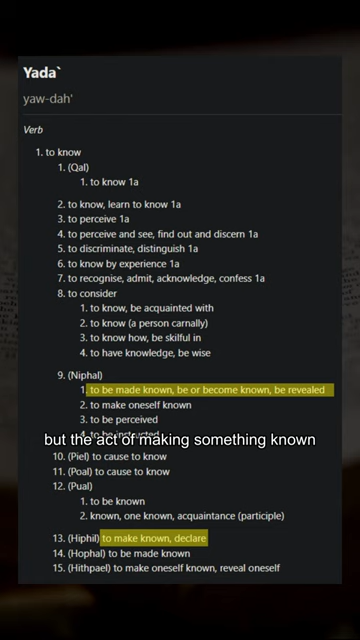 Yada`
yaw-dah'
Verb
1. to know
1. (Qal)
1. to know 1a
2. to know, learn to know 1a
3. to perceive 1a
4. to perceive and see, find out and discern 1a
5. to discriminate, distinguish 1a
6. to know by experience 1a
7. to recognise, admit, acknowledge, confess 1a
8. to consider
1. to know, be acquainted with
2. to know (a person carnally)
3. to know how, be skilful in
4. to have knowledge, be wise
9. (Niphal)
1. to be made known, be or become known, be revealed
2. to make oneself known
3. to be perceived
4. to be instructed
but the act of making something known
10. (Piel) to cause to know
11. (Poal) to cause to know
12. (Pual)
1. to be known
2. known, one known, acquaintance (participle)
13. (Hiphil) to make known, declare
14. (Hophal) to be made known
15. (Hithpael) to make oneself known, reveal oneself